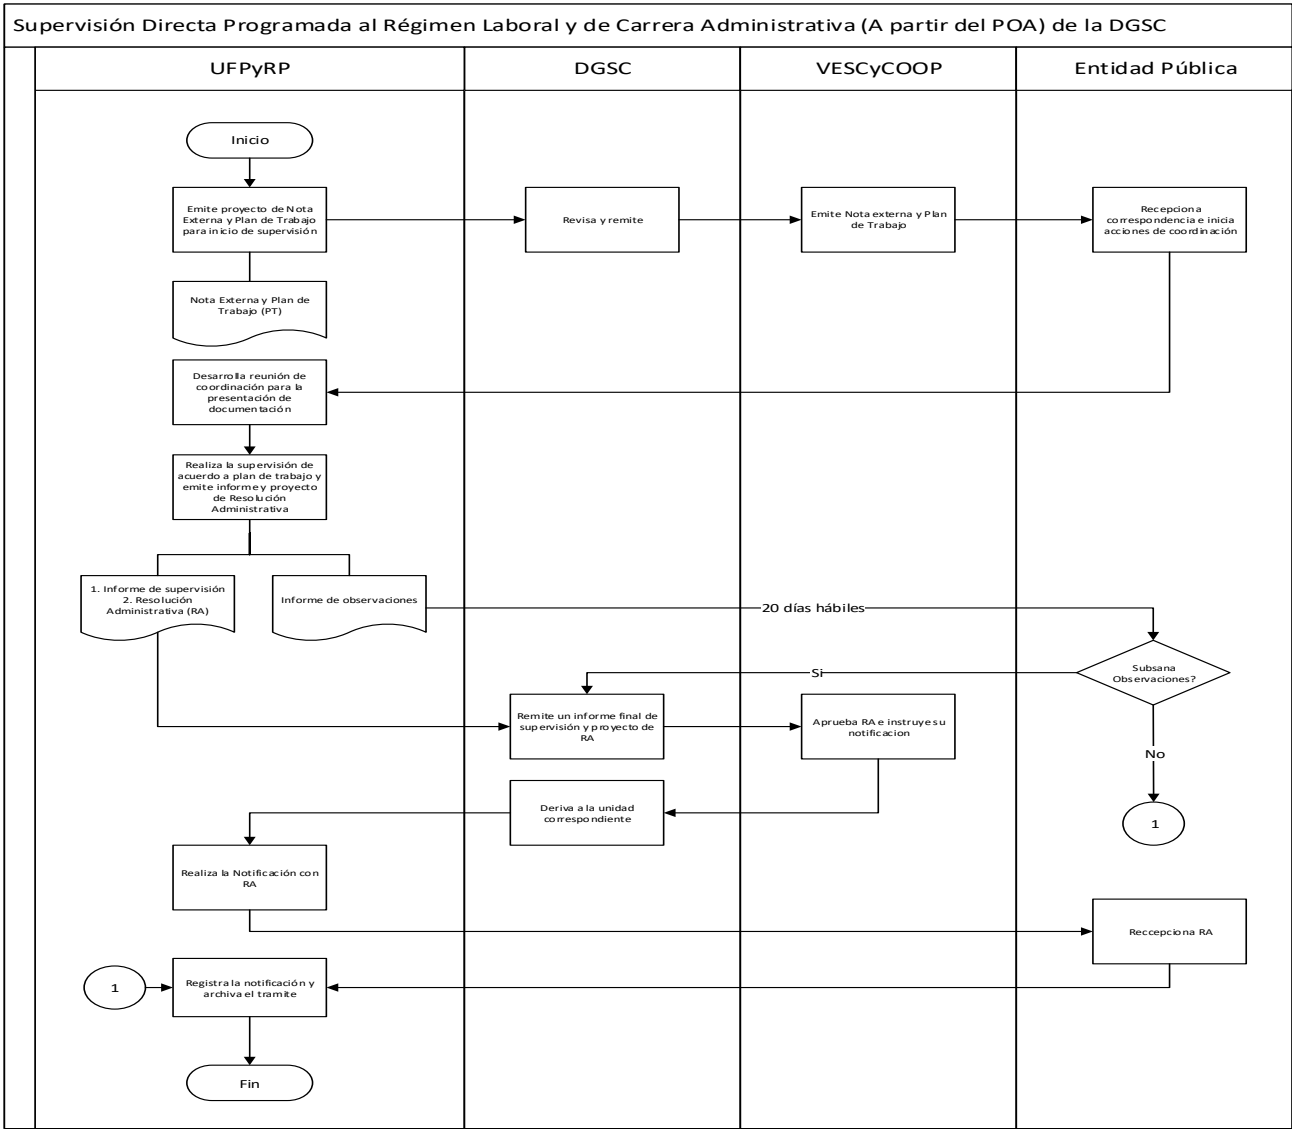 Supervisión Directa Programada al Régimen Laboral y de Carrera Administrativa (A partir del POA) de la DGSC
UFPyRP
DGSC
VESCyCOOP
Entidad Pública
Inicio
Emite proyecto de Nota
Externa y Plan de Trabajo
para inicio de supervisión
Revisa y remite
Emite Nota externa y Plan
de Trabajo
Recepciona
correspondencia e inicia
acciones de coordinación
Nota Externa y Plan de
Trabajo (PT)
Desarrolla reunión de
coordinación para la
presentación de
documentación
Realiza la supervisión de
acuerdo a plan de trabajo y
emite informe y proyecto
de Resolución
Administrativa
1. Informe de supervisión
2. Resolución
Administrativa (RA)
Informe de observaciones
20 días hábiles
Subsana
Observaciones?
Si
Remite un informe final de
supervisión y proyecto de
RA
Aprueba RA e instruye su
notificacion
No
Deriva a la unidad
correspondiente
1
Realiza la Notificación con
RA
Reccepciona RA
1
Registra la notificación y
archiva el tramite
Fin